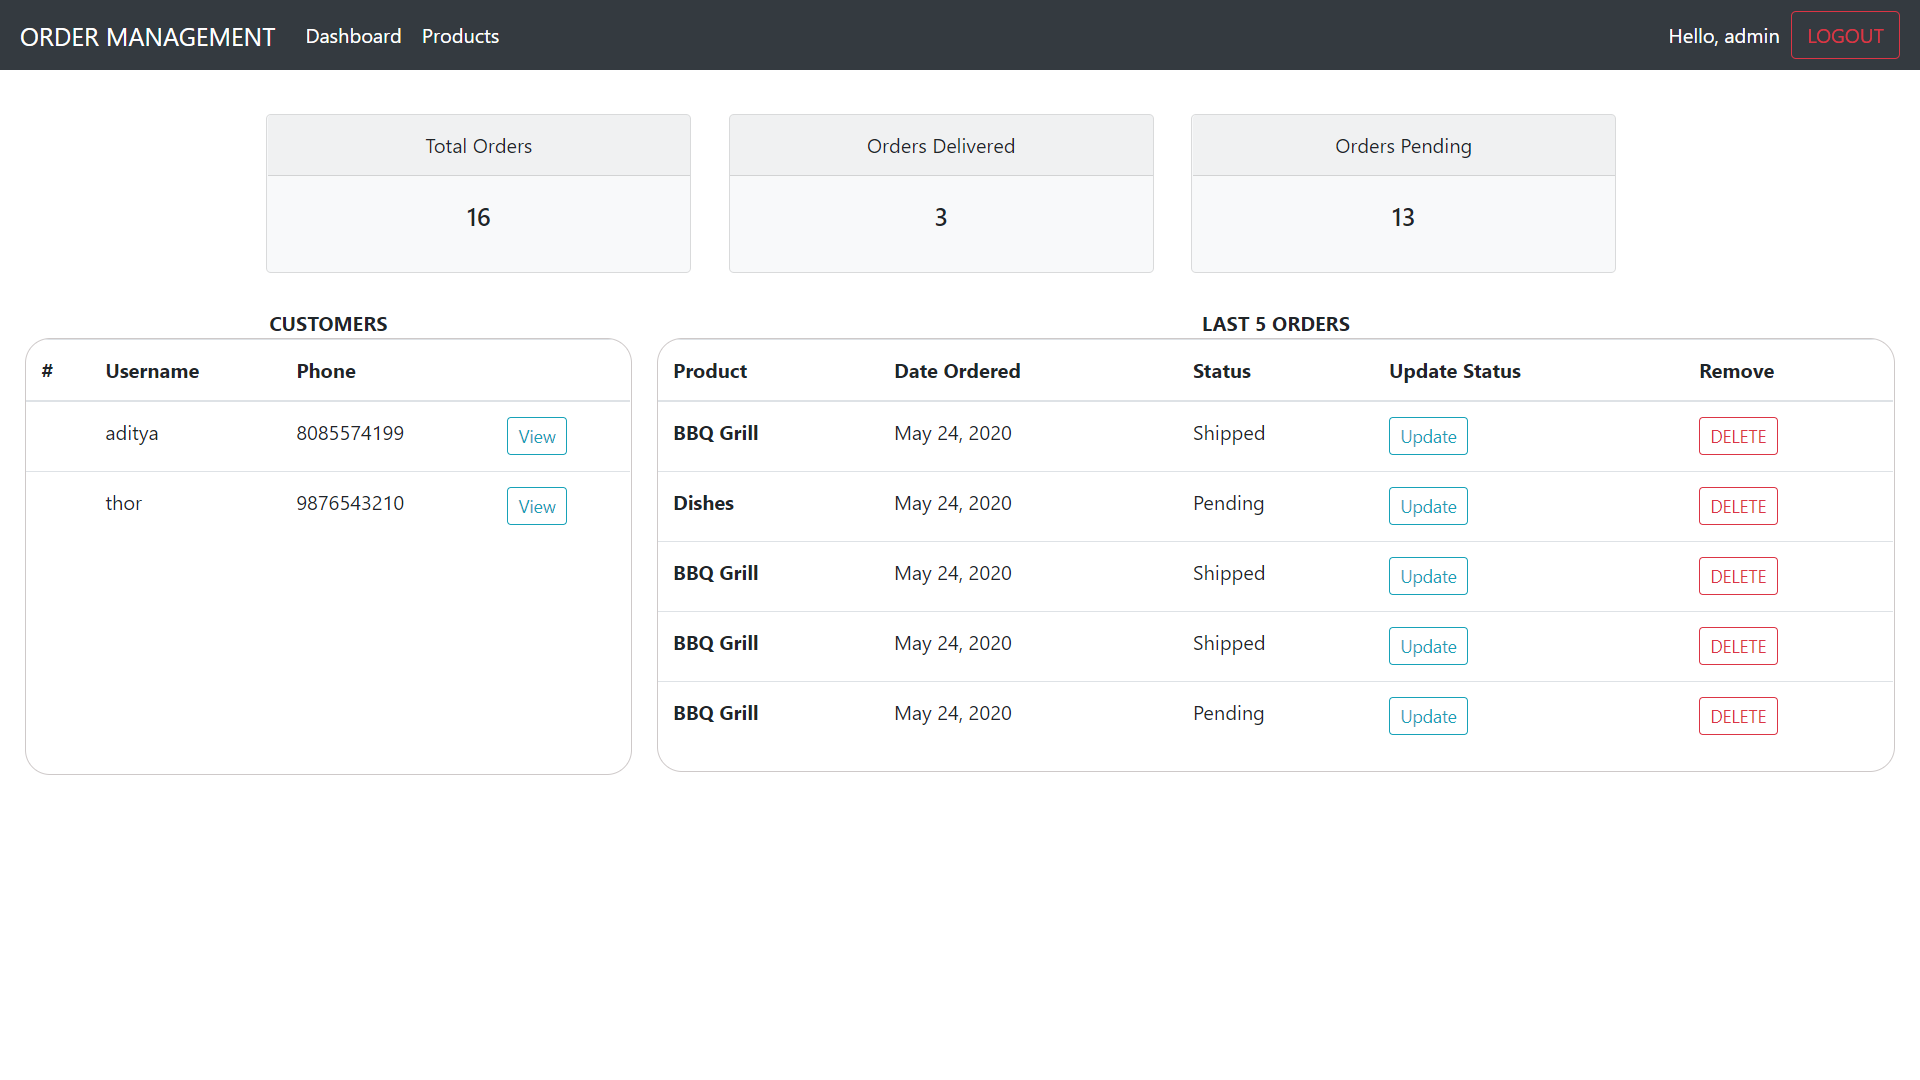 ORDER MANAGEMENT Dashboard Products Hello, admin LOGOUT
Total Orders Orders Delivered Orders Pending
16 3 13
CUSTOMERS
# Username Phone
aditya 8085574199 View
thor 9876543210 View
LAST 5 ORDERS
Product Date Ordered Status Update Status Remove
BBQ Grill May 24, 2020 Shipped Update DELETE
Dishes May 24, 2020 Pending Update DELETE
BBQ Grill May 24, 2020 Shipped Update DELETE
BBQ Grill May 24, 2020 Shipped Update DELETE
BBQ Grill May 24, 2020 Pending Update DELETE